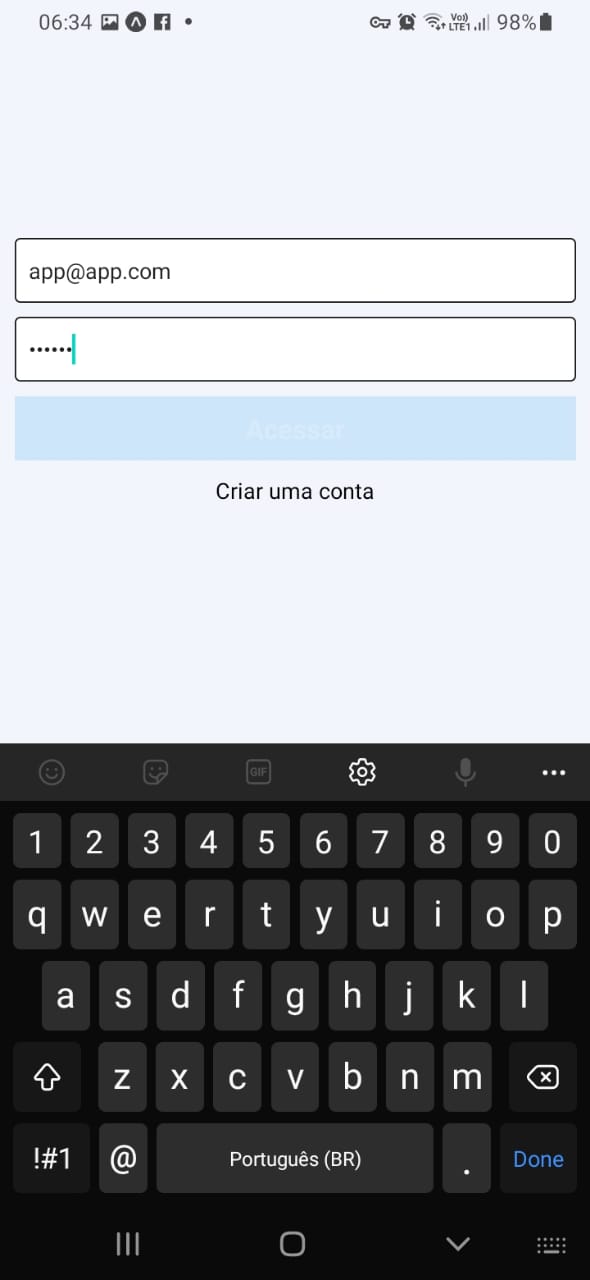 06:34 Vo)) LTE1 98%
app@app.com
••••••
Acessar
Criar uma conta
GIF
1 2 3 4 5 6 7 8 9 0
q w e r t y u i o p
a s d f g h j k l
z x c v b n m
!#1 @ Português (BR) . Done